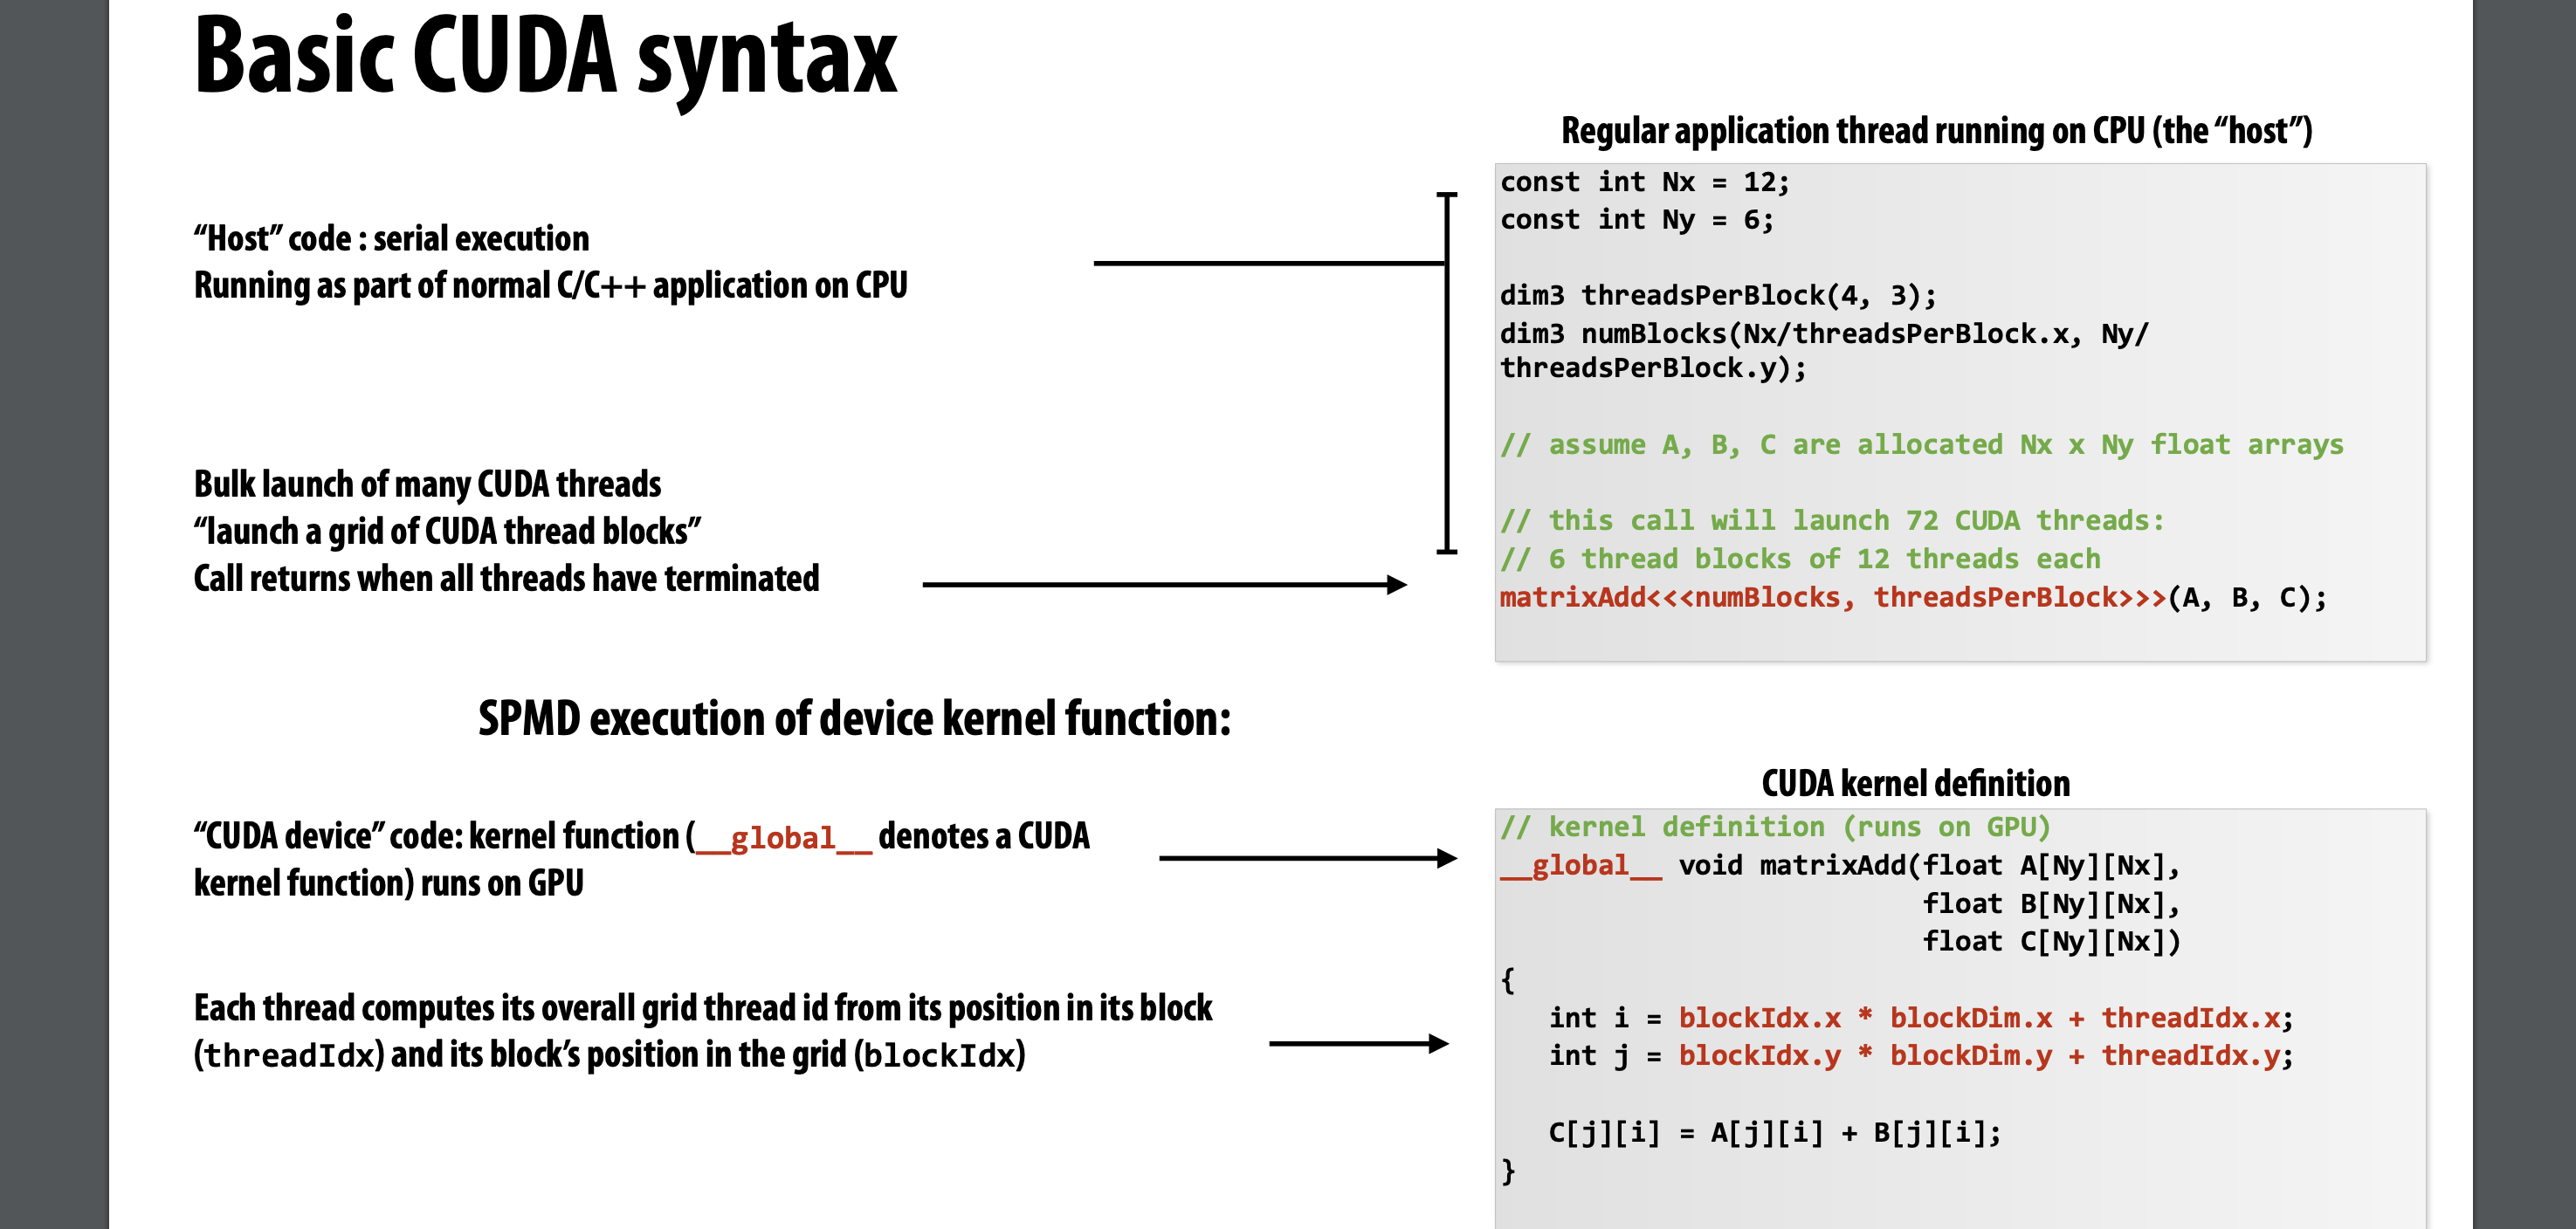 Basic CUDA syntax
“Host” code : serial execution
Running as part of normal C/C++ application on CPU
Bulk launch of many CUDA threads
“launch a grid of CUDA thread blocks”
Call returns when all threads have terminated
Regular application thread running on CPU (the “host”)
const int Nx = 12;
const int Ny = 6;
dim3 threadsPerBlock(4, 3);
dim3 numBlocks(Nx/threadsPerBlock.x, Ny/
threadsPerBlock.y);
// assume A, B, C are allocated Nx x Ny float arrays
// this call will launch 72 CUDA threads:
// 6 thread blocks of 12 threads each
matrixAdd<<<numBlocks, threadsPerBlock>>>(A, B, C);
SPMD execution of device kernel function:
“CUDA device” code: kernel function (__global__ denotes a CUDA
kernel function) runs on GPU
Each thread computes its overall grid thread id from its position in its block
(threadIdx) and its block’s position in the grid (blockIdx)
CUDA kernel definition
// kernel definition (runs on GPU)
__global__ void matrixAdd(float A[Ny][Nx],
float B[Ny][Nx],
float C[Ny][Nx])
{
int i = blockIdx.x * blockDim.x + threadIdx.x;
int j = blockIdx.y * blockDim.y + threadIdx.y;
C[j][i] = A[j][i] + B[j][i];
}